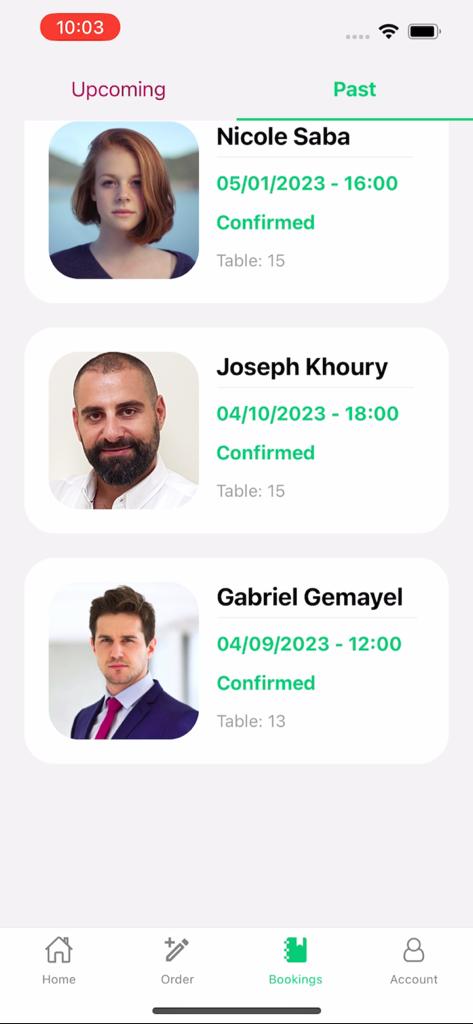 10:03
Upcoming
Past
Nicole Saba
05/01/2023 - 16:00
Confirmed
Table: 15
Joseph Khoury
04/10/2023 - 18:00
Confirmed
Table: 15
Gabriel Gemayel
04/09/2023 - 12:00
Confirmed
Table: 13
Home
Order
Bookings
Account